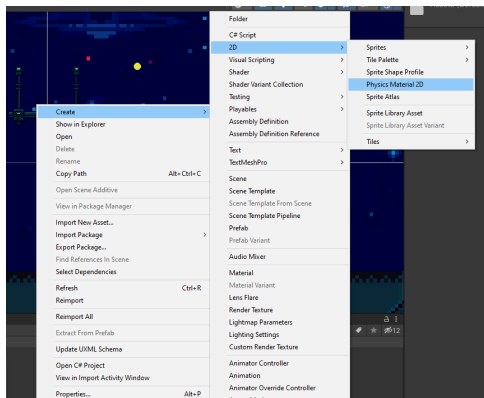 Create
Show in Explorer
Open
Delete
Rename
Copy Path Alt+Ctrl+C
Open Scene Additive
View in Package Manager
Import New Asset...
Import Package
Export Package...
Find References In Scene
Select Dependencies
Refresh Ctrl+R
Reimport
Reimport All
Extract From Prefab
Update UXML Schema
Open C# Project
View in Import Activity Window
Properties... Alt+P
Folder
C# Script
2D
Visual Scripting
Shader
Shader Variant Collection
Testing
Playables
Assembly Definition
Assembly Definition Reference
Text
TextMeshPro
Scene
Scene Template
Scene Template From Scene
Scene Template Pipeline
Prefab
Prefab Variant
Audio Mixer
Material
Material Variant
Lens Flare
Render Texture
Lightmap Parameters
Lighting Settings
Custom Render Texture
Animator Controller
Animation
Animator Override Controller
Sprites
Tile Palette
Sprite Shape Profile
Physics Material 2D
Sprite Atlas
Sprite Library Asset
Sprite Library Asset Variant
Tiles
12